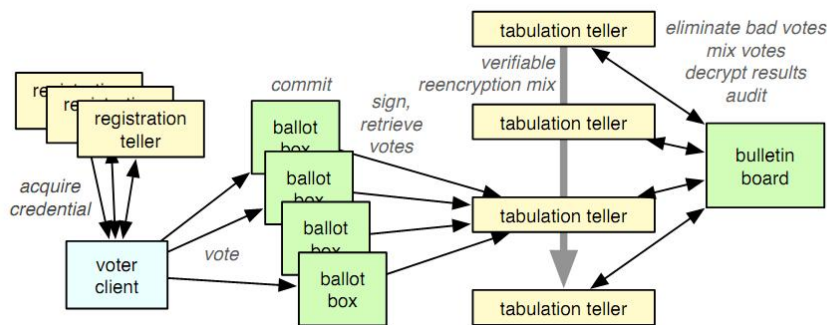 tabulation teller
eliminate bad votes
mix votes
decrypt results
audit
verifiable
reencryption mix
commit
sign,
retrieve
votes
registration
teller
ballot
box
ballot
box
ballot
box
ballot
box
tabulation teller
tabulation teller
bulletin
board
acquire
credential
vote
voter
client
tabulation teller